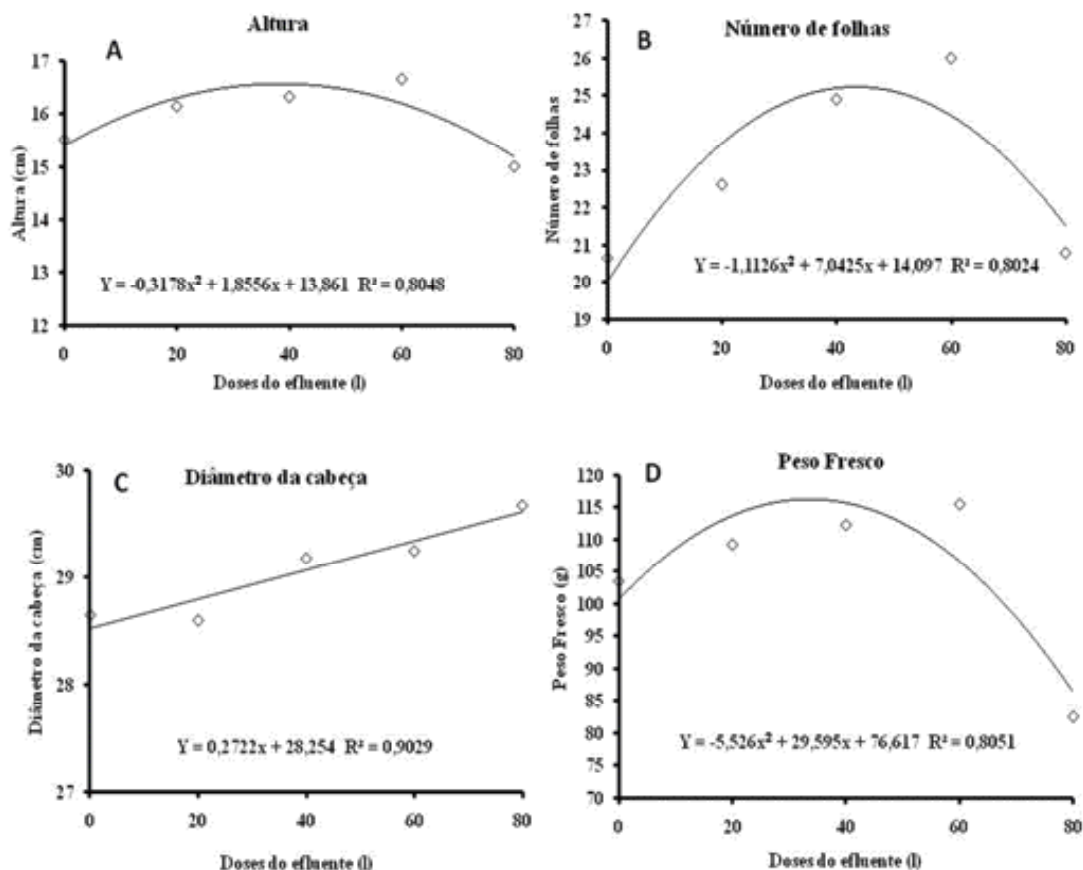 A
Altura
Altura (cm)
17
16
15
14
13
12
Y = -0,3178x² + 1,8556x + 13,861 R² = 0,8048
0 20 40 60 80
Doses do efluente (l)
B
Número de folhas
Número de folhas
27
26
25
24
23
22
21
20
19
Y = -1,1126x² + 7,0425x + 14,097 R² = 0,8024
0 20 40 60 80
Doses do efluente (l)
C
Diâmetro da cabeça
Diâmetro da cabeça (cm)
30
29
28
27
Y = 0,2722x + 28,254 R² = 0,9029
0 20 40 60 80
Doses do efluente (l)
D
Peso Fresco
Peso Fresco (g)
120
115
110
105
100
95
90
85
80
75
70
Y = -5,526x² + 29,595x + 76,617 R² = 0,8051
0 20 40 60 80
Doses do efluente (l)